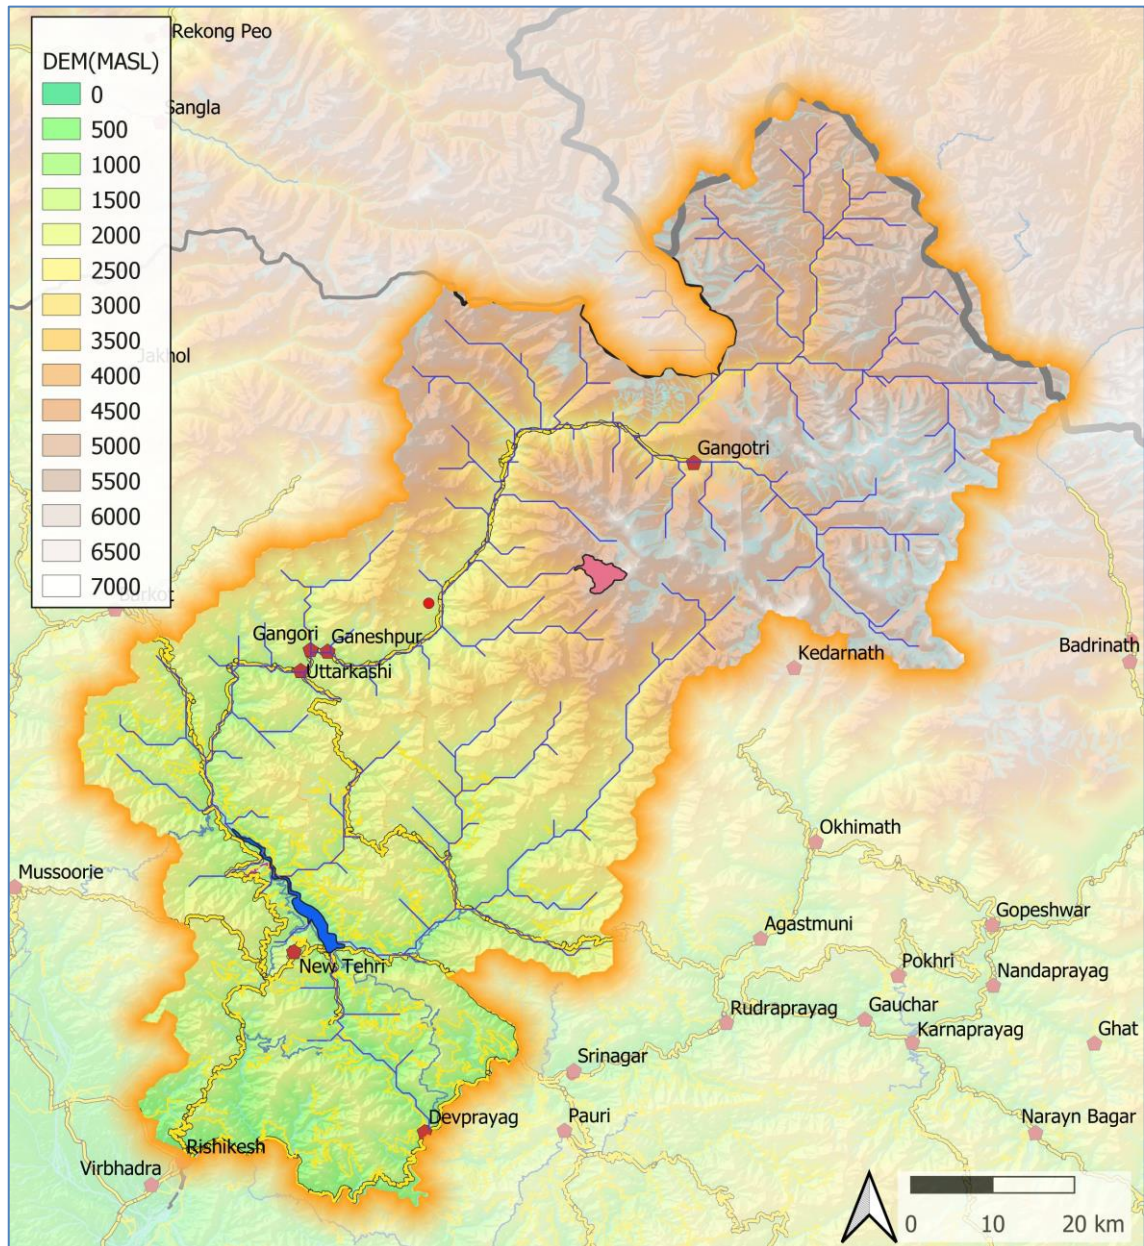 Rekong Peo
DEM(MASL)
0
Sangla
500
1000
1500
2000
2500
3000
3500
Jakhol
4000
4500
Gangotri
5000
5500
6000
6500
7000
Barkot
Gangori
Ganeshpur
Badrinath
Kedarnath
Uttarkashi
Okhimath
Mussoorie
Gopeshwar
Agastmuni
New Tehri
Pokhri
Nandaprayag
Rudraprayag
Gauchar
Karnaprayag
Ghat
Srinagar
Devprayag
Pauri
Narayn Bagar
Rishikesh
Virbhadra
0 10 20 km